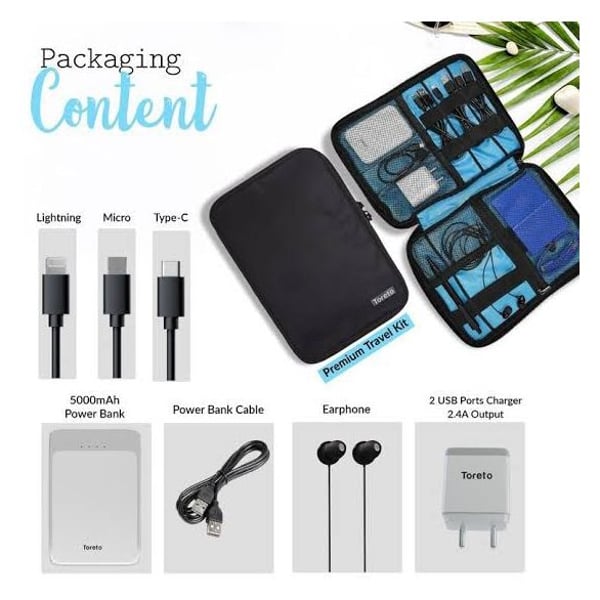 Packaging
Content
Lightning
Micro
Type-C
Toreto
Premium Travel Kit
5000mAh
Power Bank
Power Bank Cable
Earphone
2 USB Ports Charger
2.4A Output
Toreto
Toreto